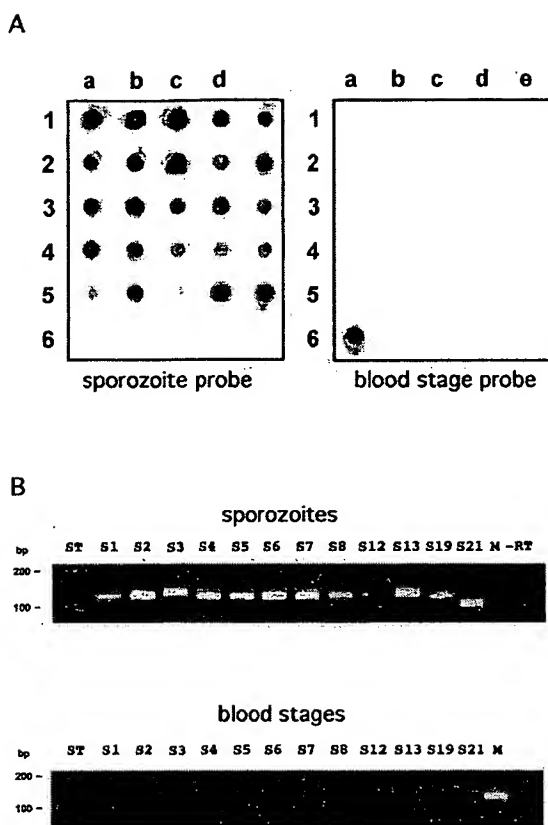 A
a b c d
a b c d e
1
2
3
4
5
6
1
2
3
4
5
6
sporozoite probe
blood stage probe
B
sporozoites
bp ST S1 S2 S3 S4 S5 S6 S7 S8 S12 S13 S19 S21 M -RT
200 -
100 -
blood stages
bp ST S1 S2 S3 S4 S5 S6 S7 S8 S12 S13 S19 S21 M
200 -
100 -